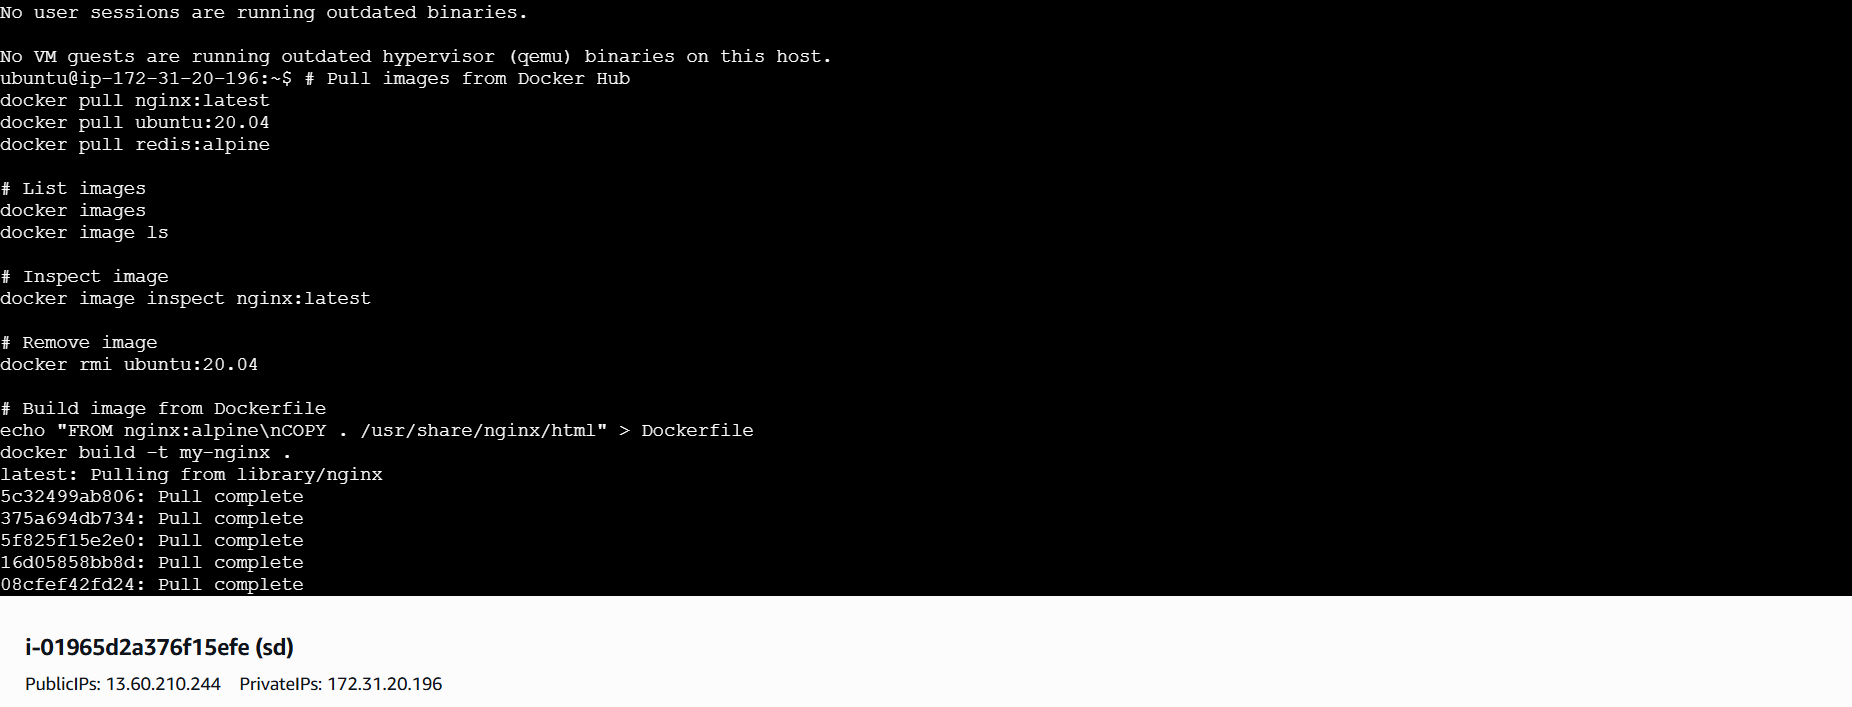 No user sessions are running outdated binaries.
No VM guests are running outdated hypervisor (qemu) binaries on this host.
ubuntu@ip-172-31-20-196:~$ # Pull images from Docker Hub
docker pull nginx:latest
docker pull ubuntu:20.04
docker pull redis:alpine
# List images
docker images
docker image ls
# Inspect image
docker image inspect nginx:latest
# Remove image
docker rmi ubuntu:20.04
# Build image from Dockerfile
echo "FROM nginx:alpine\nCOPY . /usr/share/nginx/html" > Dockerfile
docker build -t my-nginx .
latest: Pulling from library/nginx
5c32499ab806: Pull complete
375a694db734: Pull complete
5f825f15e2e0: Pull complete
16d05858bb8d: Pull complete
08cfef42fd24: Pull complete
i-01965d2a376f15efe (sd)
PublicIPs: 13.60.210.244 PrivateIPs: 172.31.20.196